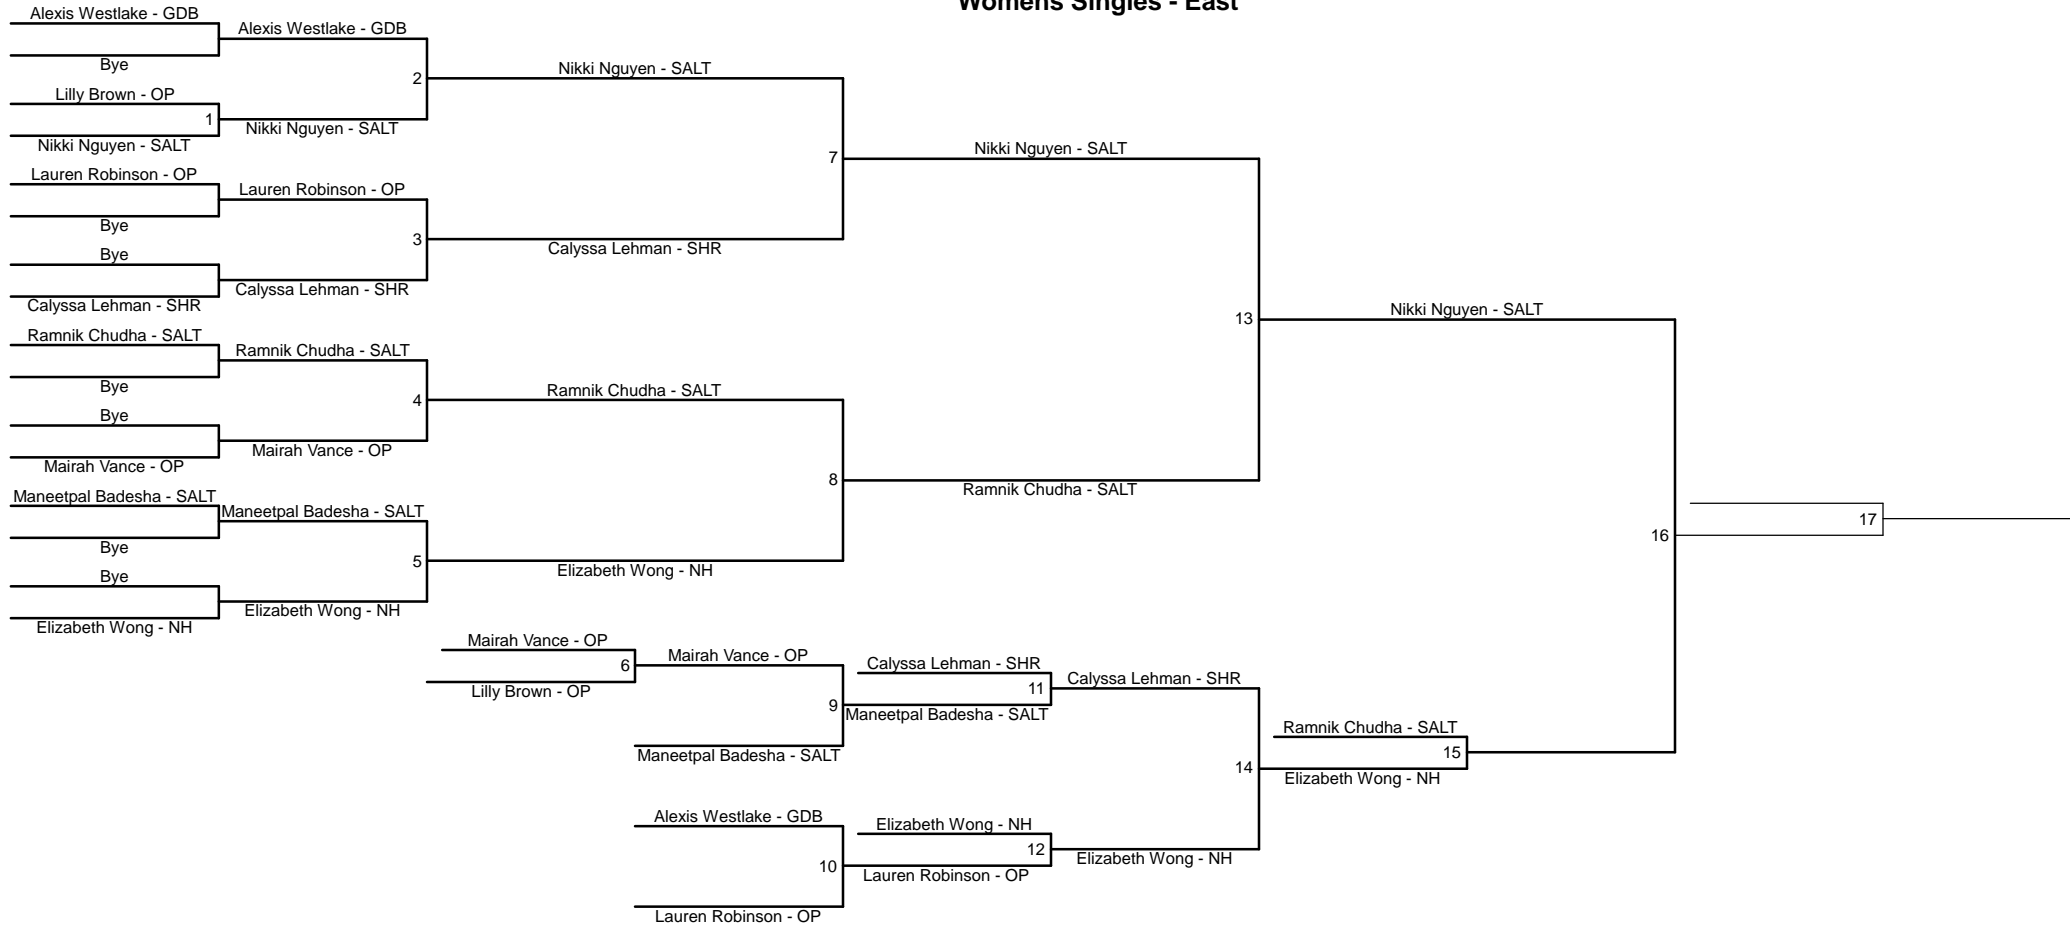 Womens Singles - East
Alexis Westlake - GDB
Bye
Lilly Brown - OP
1
Nikki Nguyen - SALT
Lauren Robinson - OP
Bye
Bye
Calyssa Lehman - SHR
Ramnik Chudha - SALT
Bye
Bye
Mairah Vance - OP
Maneetpal Badesha - SALT
Bye
Bye
Elizabeth Wong - NH
Alexis Westlake - GDB
2
Nikki Nguyen - SALT
Lauren Robinson - OP
3
Calyssa Lehman - SHR
Ramnik Chudha - SALT
4
Mairah Vance - OP
Maneetpal Badesha - SALT
5
Elizabeth Wong - NH
Nikki Nguyen - SALT
7
Calyssa Lehman - SHR
Ramnik Chudha - SALT
8
Elizabeth Wong - NH
Nikki Nguyen - SALT
13
Ramnik Chudha - SALT
Nikki Nguyen - SALT
16
17
Mairah Vance - OP
6
Lilly Brown - OP
Mairah Vance - OP
9
Maneetpal Badesha - SALT
Alexis Westlake - GDB
10
Lauren Robinson - OP
Calyssa Lehman - SHR
11
Maneetpal Badesha - SALT
Elizabeth Wong - NH
12
Lauren Robinson - OP
Calyssa Lehman - SHR
14
Elizabeth Wong - NH
Ramnik Chudha - SALT
15
Elizabeth Wong - NH